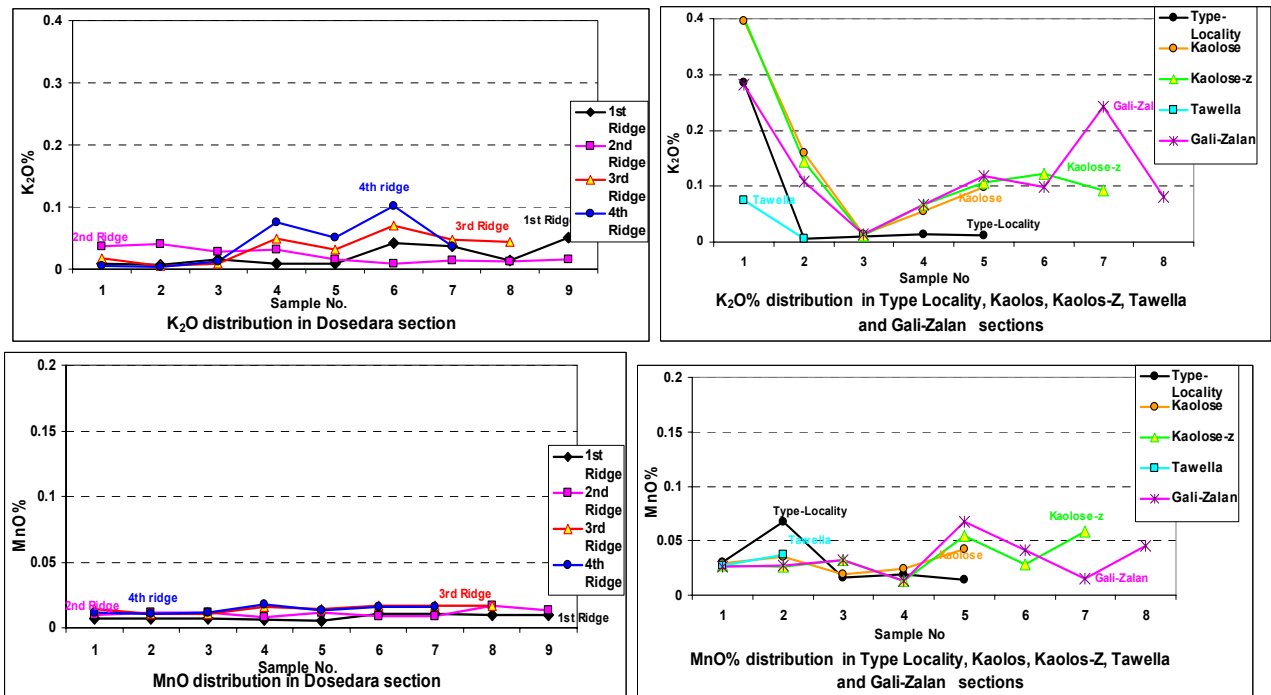 0.4
0.3
0.2
0.1
0
K₂O%
1 2 3 4 5 6 7 8 9
Sample No.
2nd Ridge
4th ridge
3rd Ridge
1st Ridge
1st
Ridge
2nd
Ridge
3rd
Ridge
4th
Ridge
K₂O distribution in Dosedara section
0.4
0.3
0.2
0.1
0
K₂O%
1 2 3 4 5 6 7 8
Sample No.
Tawella
Kaolose
Type-Locality
Kaolose-z
Gali-Zal
Type-
Locality
Kaolose
Kaolose-z
Tawella
Gali-Zalan
K₂O% distribution in Type Locality, Kaolos, Kaolos-Z, Tawella
and Gali-Zalan sections
0.2
0.15
0.1
0.05
0
MnO%
1 2 3 4 5 6 7 8 9
Sample No.
2nd Ridge
4th ridge
3rd Ridge
1st Ridge
1st
Ridge
2nd
Ridge
3rd
Ridge
4th
Ridge
MnO distribution in Dosedara section
0.2
0.15
0.1
0.05
0
MnO%
1 2 3 4 5 6 7 8
Sample No
Type-Locality
Tawella
Kaolose
Kaolose-z
Gali-Zalan
Type-
Locality
Kaolose
Kaolose-z
Tawella
Gali-Zalan
MnO% distribution in Type Locality, Kaolos, Kaolos-Z, Tawella
and Gali-Zalan sections